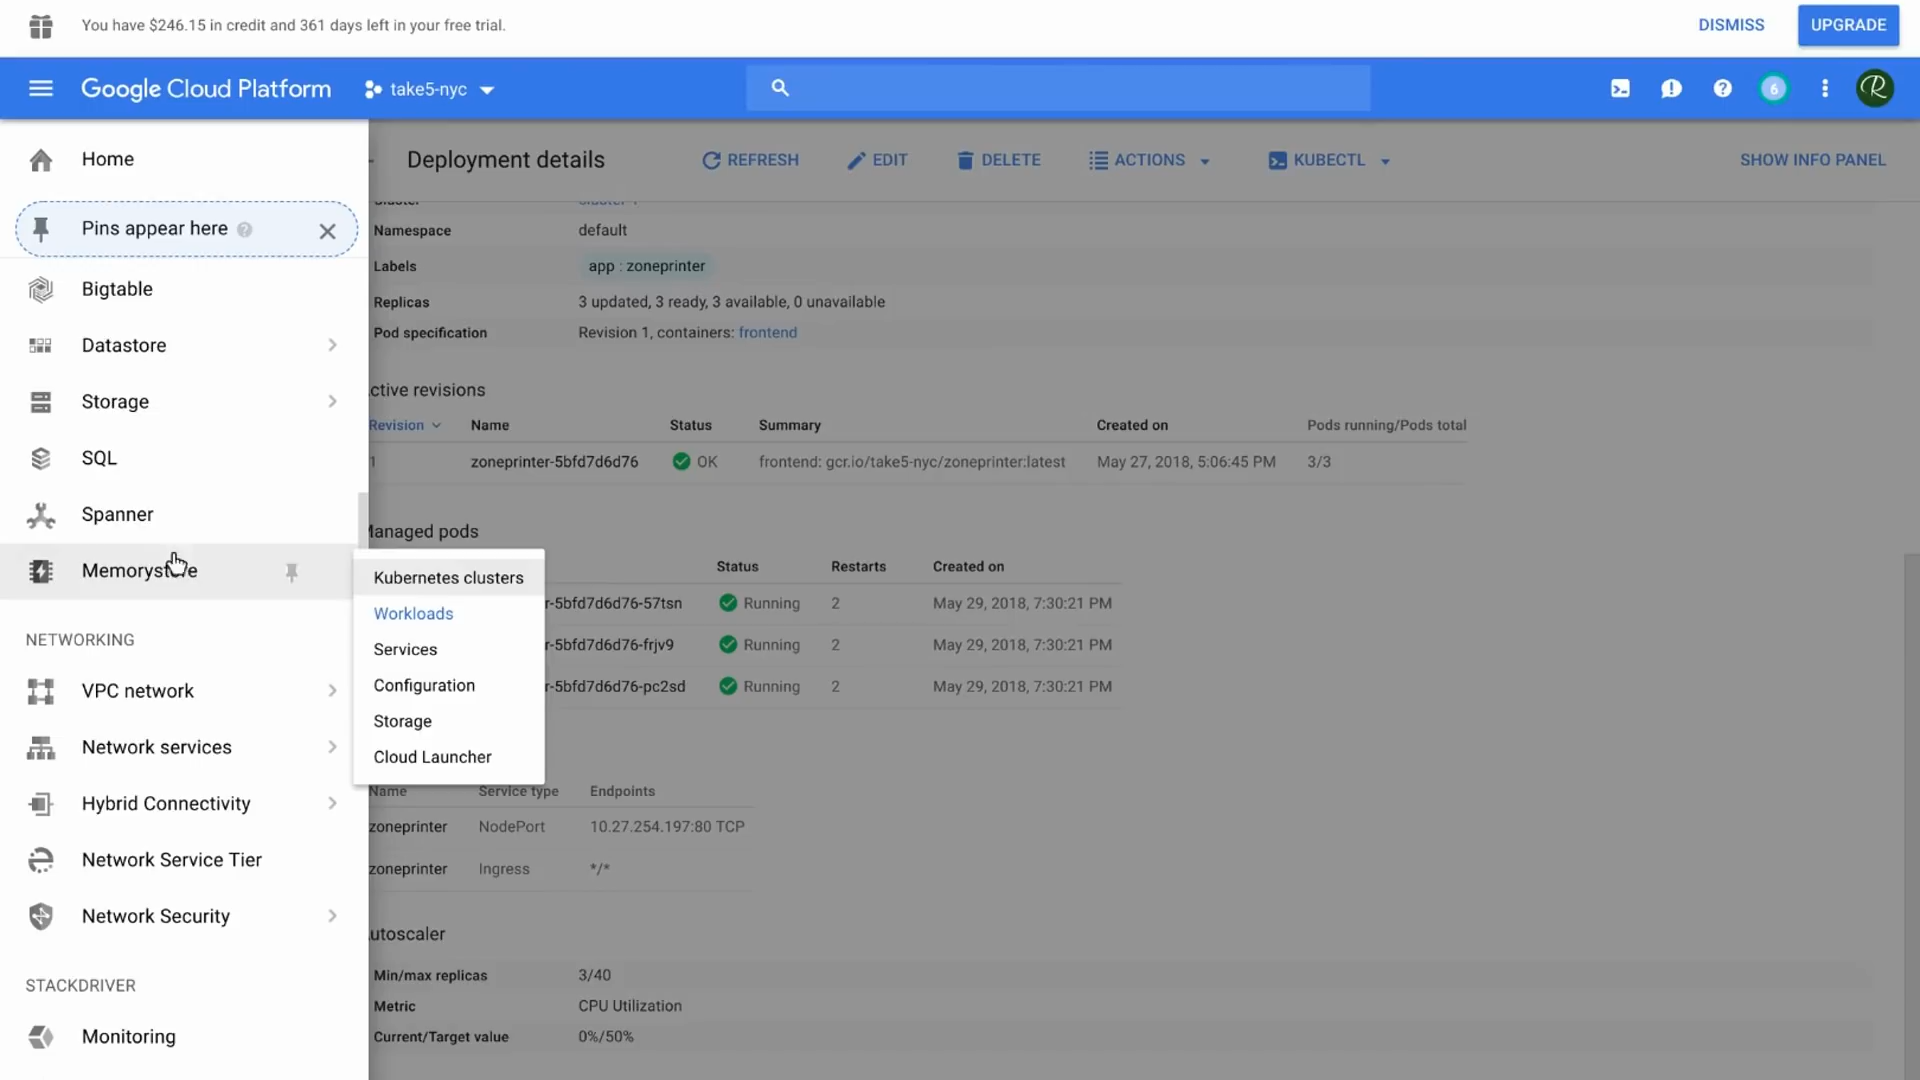 You have $246.15 in credit and 361 days left in your free trial.
DISMISS
UPGRADE
Google Cloud Platform
take5-nyc
6
R
Home
Pins appear here
Bigtable
Datastore
Storage
SQL
Spanner
Memorystore
NETWORKING
VPC network
Network services
Hybrid Connectivity
Network Service Tier
Network Security
STACKDRIVER
Monitoring
Kubernetes clusters
Workloads
Services
Configuration
Storage
Cloud Launcher
Deployment details
REFRESH
EDIT
DELETE
ACTIONS
KUBECTL
SHOW INFO PANEL
Namespace default
Labels app : zoneprinter
Replicas 3 updated, 3 ready, 3 available, 0 unavailable
Pod specification Revision 1, containers: frontend
ctive revisions
Revision Name Status Summary Created on Pods running/Pods total
1 zoneprinter-5bfd7d6d76 OK frontend: gcr.io/take5-nyc/zoneprinter:latest May 27, 2018, 5:06:45 PM 3/3
anaged pods
Status Restarts Created on
r-5bfd7d6d76-57tsn Running 2 May 29, 2018, 7:30:21 PM
r-5bfd7d6d76-frjv9 Running 2 May 29, 2018, 7:30:21 PM
r-5bfd7d6d76-pc2sd Running 2 May 29, 2018, 7:30:21 PM
Name Service type Endpoints
zoneprinter NodePort 10.27.254.197:80 TCP
zoneprinter Ingress */*
utoscaler
Min/max replicas 3/40
Metric CPU Utilization
Current/Target value 0%/50%